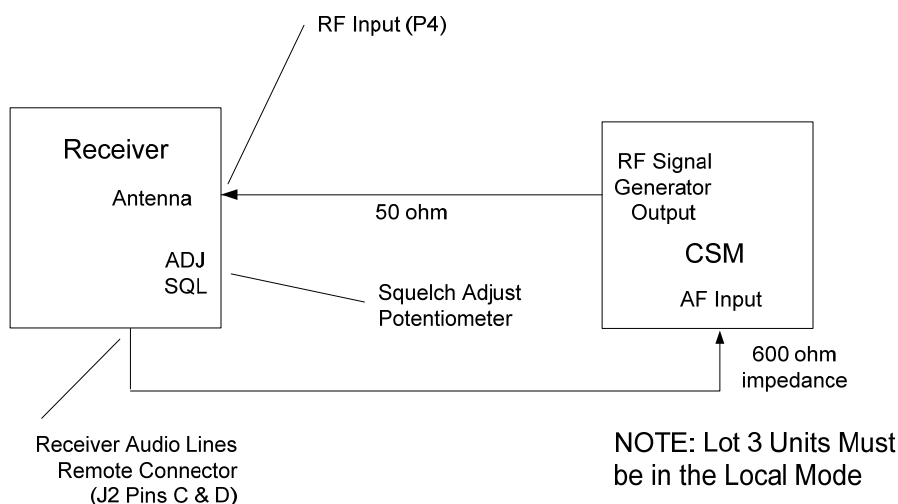 RF Input (P4)
Receiver
Antenna
ADJ
SQL
50 ohm
Squelch Adjust
Potentiometer
RF Signal
Generator
Output
CSM
AF Input
600 ohm
impedance
Receiver Audio Lines
Remote Connector
(J2 Pins C & D)
NOTE: Lot 3 Units Must
be in the Local Mode